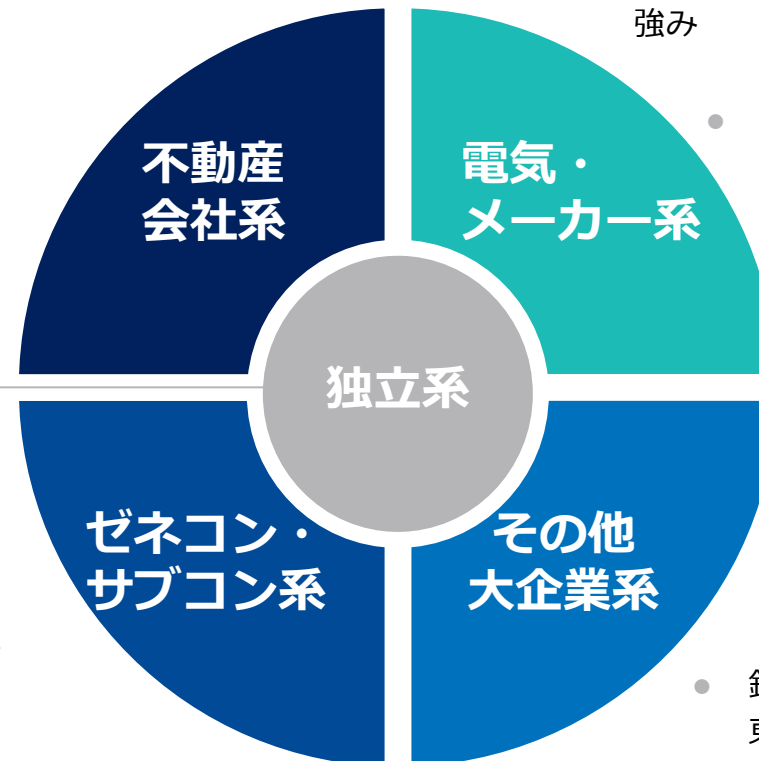 強み
不動産
会社系
電気・
メーカー系
独立系
ゼネコン・
サブコン系
その他
大企業系